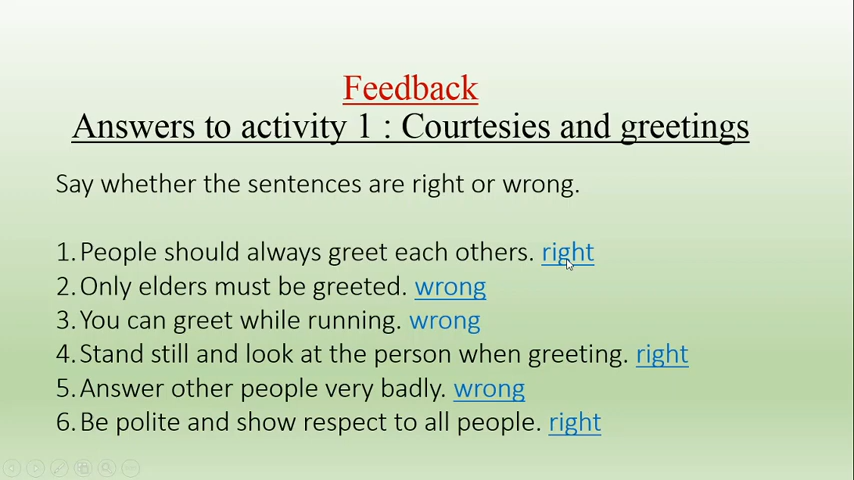 Feedback
Answers to activity 1 : Courtesies and greetings
Say whether the sentences are right or wrong.
1. People should always greet each others. right
2. Only elders must be greeted. wrong
3. You can greet while running. wrong
4. Stand still and look at the person when greeting. right
5. Answer other people very badly. wrong
6. Be polite and show respect to all people. right